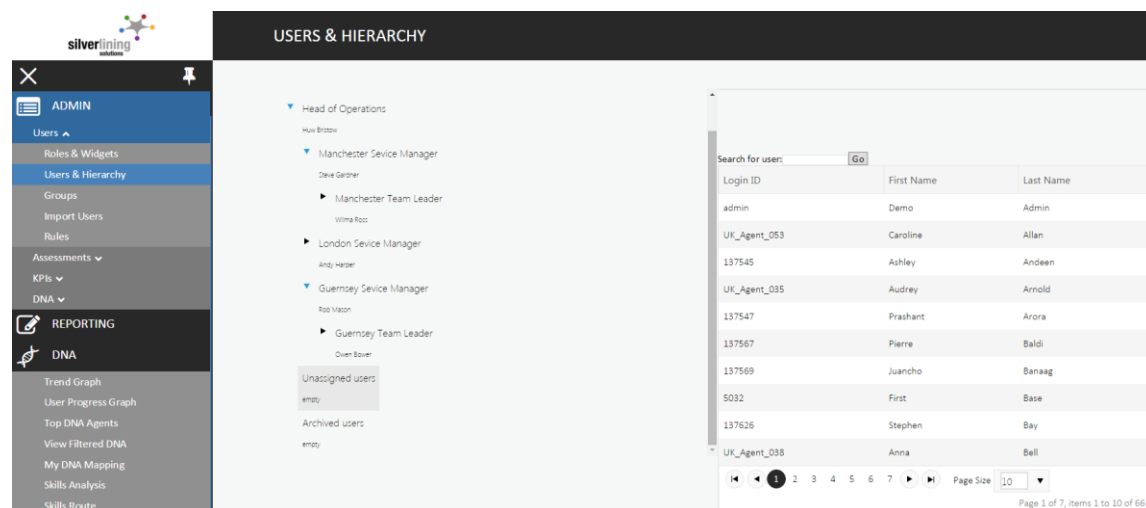 silverlining
solutions
USERS & HIERARCHY
ADMIN
Users
Roles & Widgets
Users & Hierarchy
Groups
Import Users
Rules
Assessments
KPIs
DNA
REPORTING
DNA
Trend Graph
User Progress Graph
Top DNA Agents
View Filtered DNA
My DNA Mapping
Skills Analysis
Skills Route
Head of Operations
Huw Bristow
Manchester Sevice Manager
Steve Gardner
Manchester Team Leader
Wilma Ross
London Sevice Manager
Andy Harper
Guernsey Sevice Manager
Rob Mason
Guernsey Team Leader
Owen Bower
Unassigned users
empty
Archived users
empty
Search for user: Go
Login ID First Name Last Name
admin Demo Admin
UK_Agent_053 Caroline Allan
137545 Ashley Andeen
UK_Agent_035 Audrey Arnold
137547 Prashant Arora
137567 Pierre Baldi
137569 Juancho Banaag
5032 First Base
137626 Stephen Bay
UK_Agent_038 Anna Bell
1 2 3 4 5 6 7 Page Size 10
Page 1 of 7, items 1 to 10 of 66